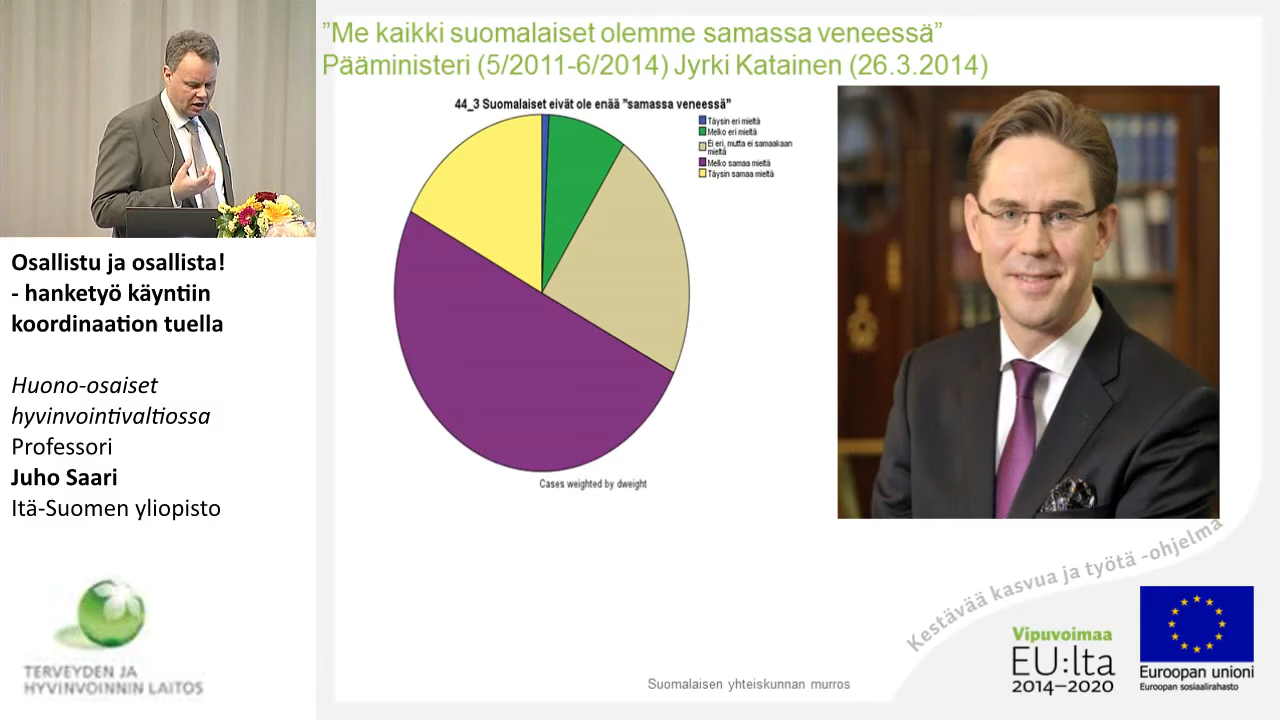 "Me kaikki suomalaiset olemme samassa veneessä"
Pääministeri (5/2011-6/2014) Jyrki Katainen (26.3.2014)
44_3 Suomalaiset eivät ole enää "samassa veneessä"
Täysin eri mieltä
Melko eri mieltä
Ei eri, mutta ei samaakaan
mieltä
Melko samaa mieltä
Täysin samaa mieltä
Cases weighted by dweight
Osallistu ja osallista!
- hanketyö käyntiin
koordinaation tuella
Huono-osaiset
hyvinvointivaltiossa
Professori
Juho Saari
Itä-Suomen yliopisto
TERVEYDEN JA
HYVINVOINNIN LAITOS
Kestävää kasvua ja työtä -ohjelma
Vipuvoimaa
EU:lta
2014–2020
Euroopan unioni
Euroopan sosiaalirahasto
Suomalaisen yhteiskunnan murros